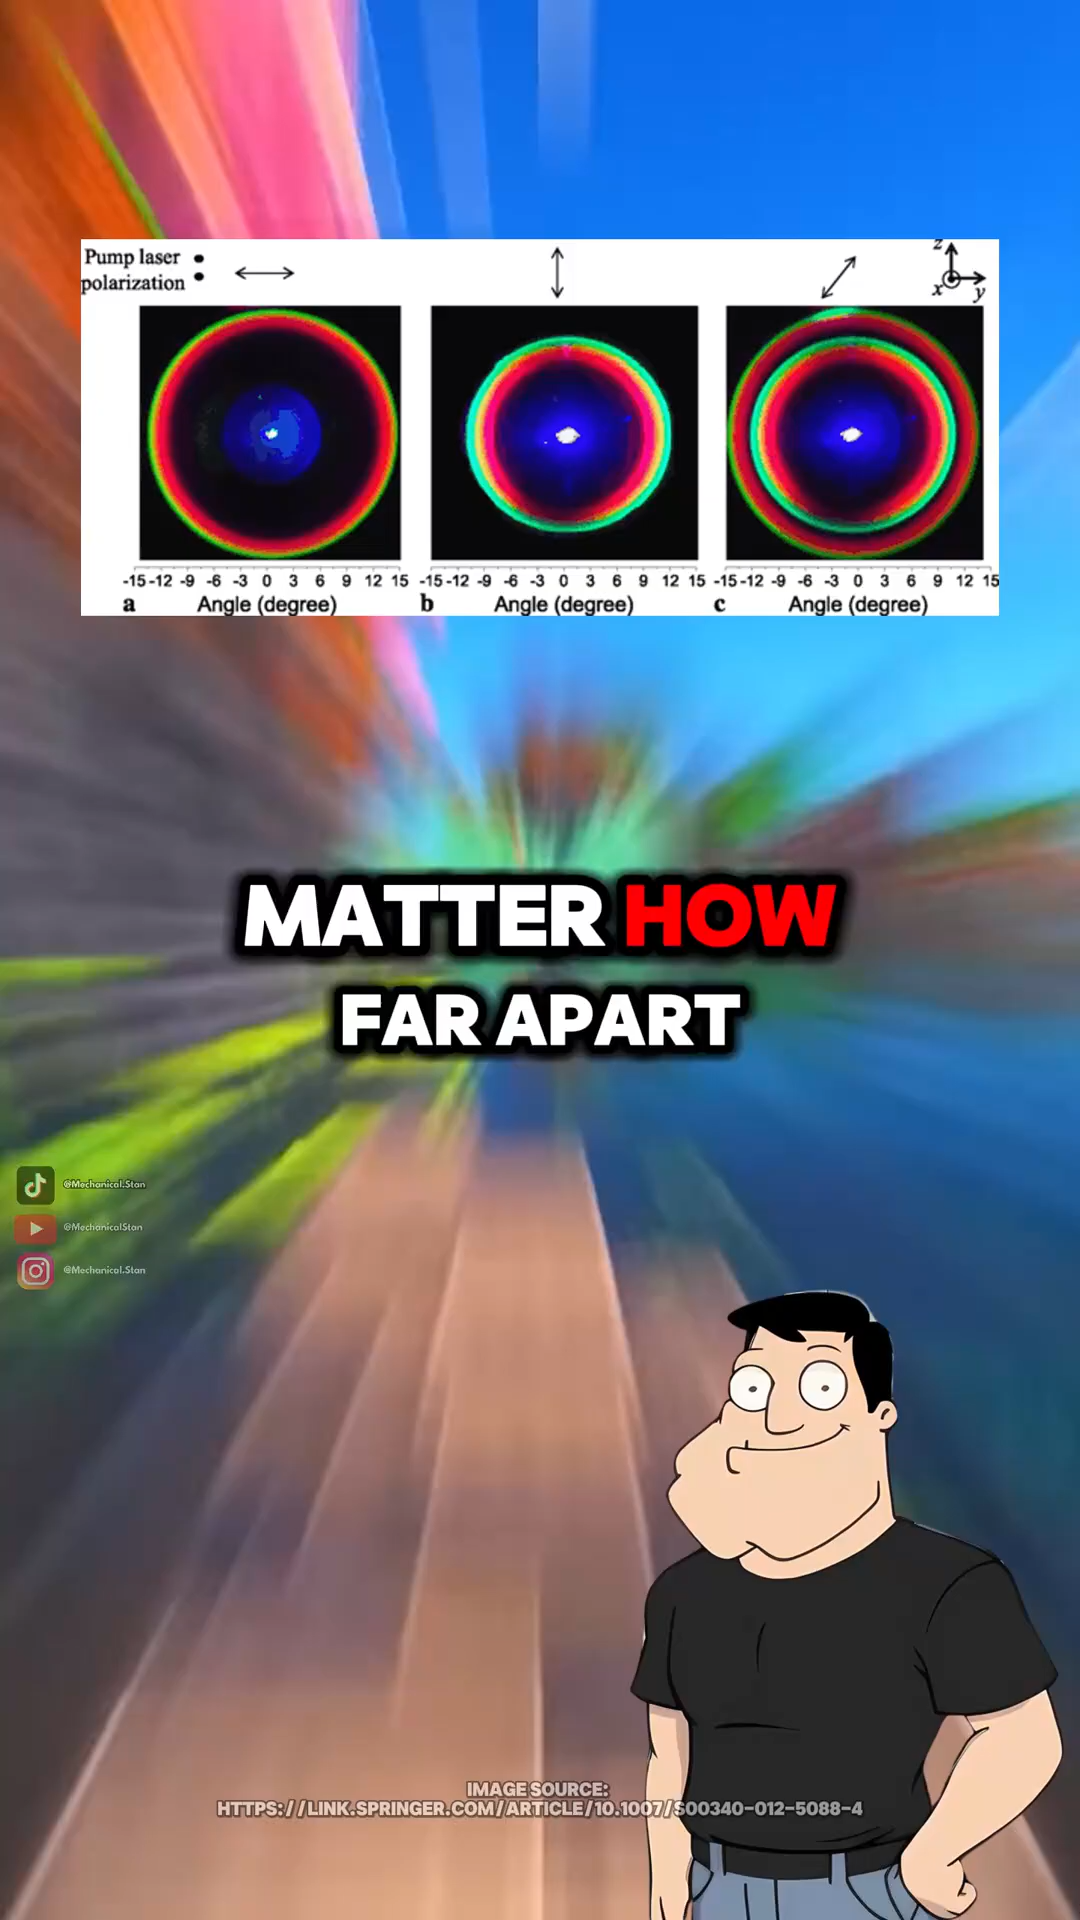 Pump laser :
polarization
z
x
y
-15 -12 -9 -6 -3 0 3 6 9 12 15
-15 -12 -9 -6 -3 0 3 6 9 12 15
-15 -12 -9 -6 -3 0 3 6 9 12 15
a Angle (degree)
b Angle (degree)
c Angle (degree)
MATTER HOW
FAR APART
@Mechanical.Stan
@MechanicalStan
@Mechanical.Stan
IMAGE SOURCE:
HTTPS://LINK.SPRINGER.COM/ARTICLE/10.1007/S00340-012-5088-4